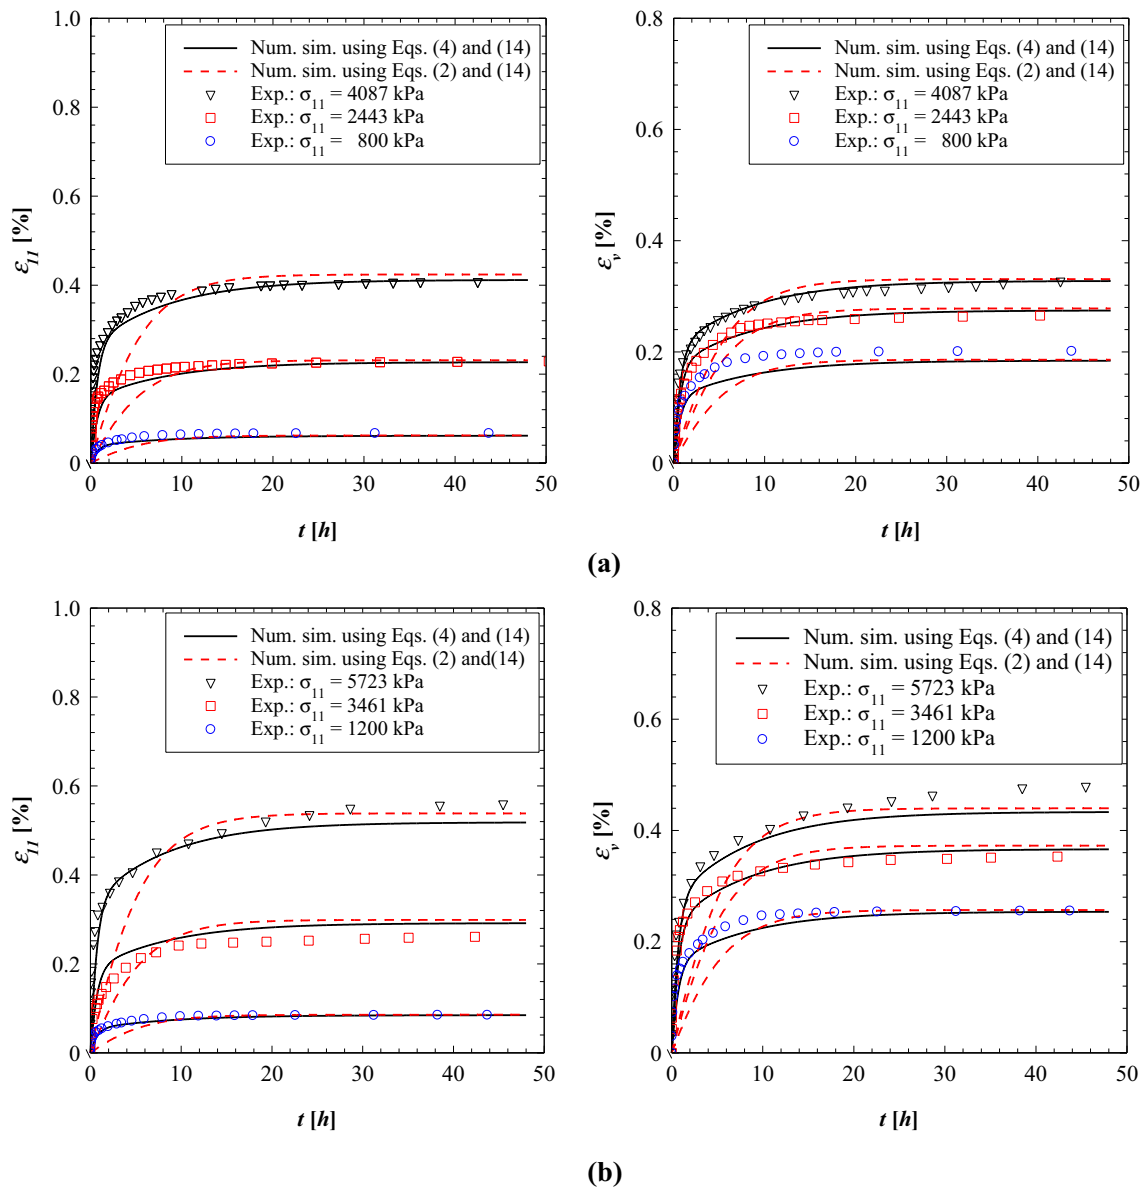 1.0
0.8
0.6
0.4
0.2
0
ε11 [%]
Num. sim. using Eqs. (4) and (14)
Num. sim. using Eqs. (2) and (14)
Exp.: σ11 = 4087 kPa
Exp.: σ11 = 2443 kPa
Exp.: σ11 = 800 kPa
0 10 20 30 40 50
t [h]
0.8
0.6
0.4
0.2
0
εv [%]
Num. sim. using Eqs. (4) and (14)
Num. sim. using Eqs. (2) and (14)
Exp.: σ11 = 4087 kPa
Exp.: σ11 = 2443 kPa
Exp.: σ11 = 800 kPa
0 10 20 30 40 50
t [h]
(a)
1.0
0.8
0.6
0.4
0.2
0
ε11 [%]
Num. sim. using Eqs. (4) and (14)
Num. sim. using Eqs. (2) and(14)
Exp.: σ11 = 5723 kPa
Exp.: σ11 = 3461 kPa
Exp.: σ11 = 1200 kPa
0 10 20 30 40 50
t [h]
0.8
0.6
0.4
0.2
0
εv [%]
Num. sim. using Eqs. (4) and (14)
Num. sim. using Eqs. (2) and (14)
Exp.: σ11 = 5723 kPa
Exp.: σ11 = 3461 kPa
Exp.: σ11 = 1200 kPa
0 10 20 30 40 50
t [h]
(b)